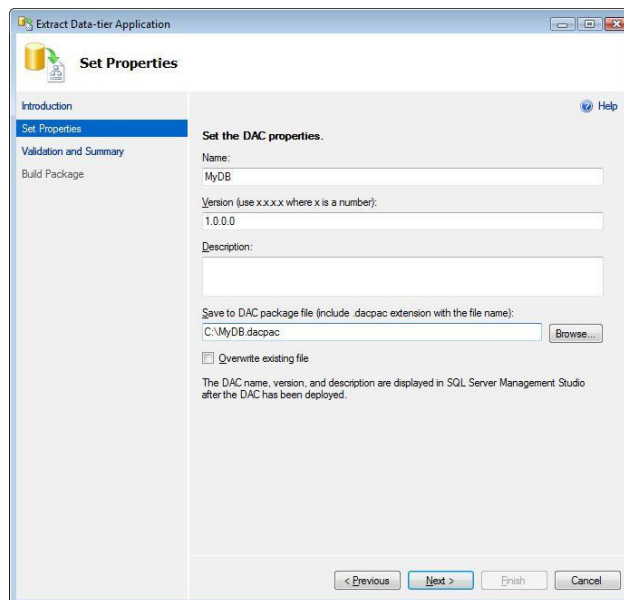 Extract Data-tier Application
Set Properties
Introduction
Set Properties
Validation and Summary
Build Package
Help
Set the DAC properties.
Name:
MyDB
Version (use x.x.x.x where x is a number):
1.0.0.0
Description:
Save to DAC package file (include .dacpac extension with the file name):
C:\MyDB.dacpac
Browse...
Overwrite existing file
The DAC name, version, and description are displayed in SQL Server Management Studio
after the DAC has been deployed.
< Previous
Next >
Finish
Cancel